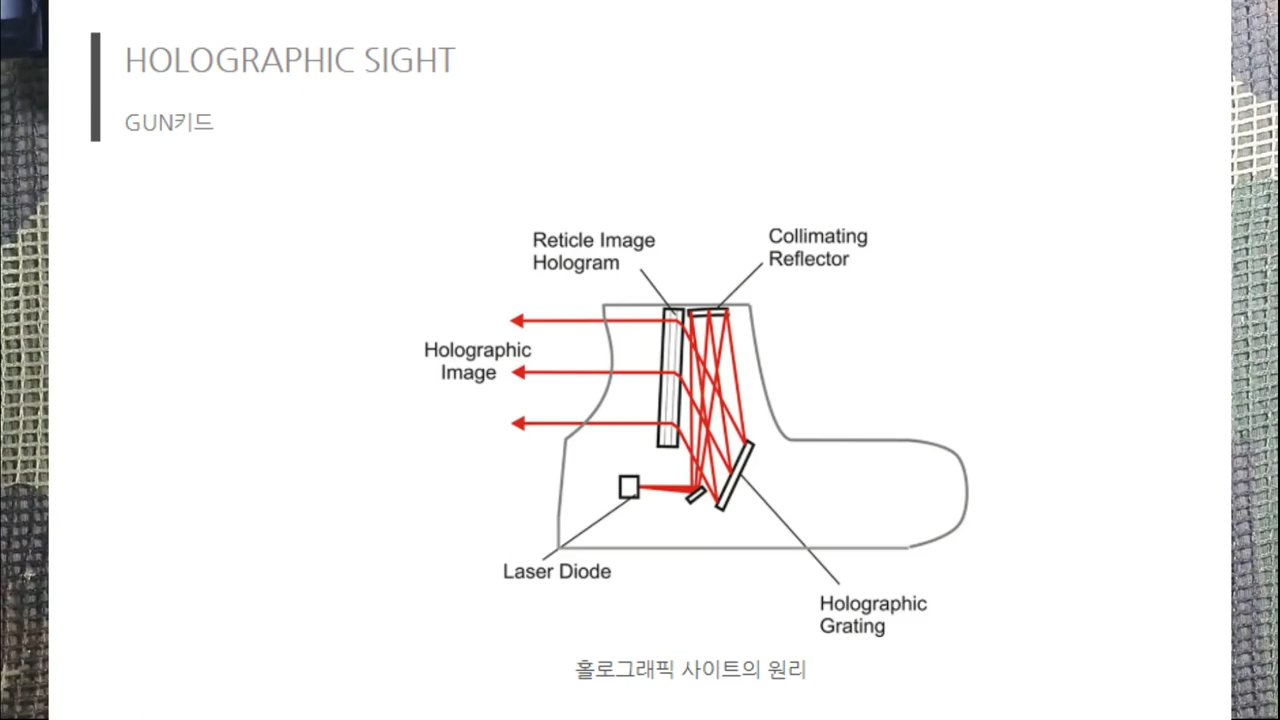 HOLOGRAPHIC SIGHT
GUN키드
Reticle Image
Hologram
Collimating
Reflector
Holographic
Image
Laser Diode
Holographic
Grating
홀로그래픽 사이트의 원리